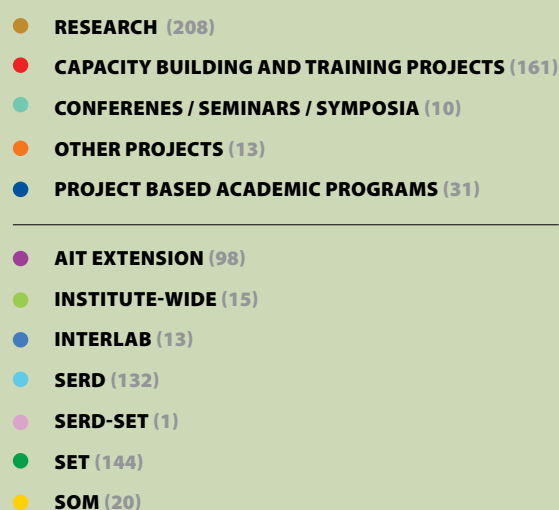 RESEARCH (208)
CAPACITY BUILDING AND TRAINING PROJECTS (161)
CONFERENES / SEMINARS / SYMPOSIA (10)
OTHER PROJECTS (13)
PROJECT BASED ACADEMIC PROGRAMS (31)
AIT EXTENSION (98)
INSTITUTE-WIDE (15)
INTERLAB (13)
SERD (132)
SERD-SET (1)
SET (144)
SOM (20)